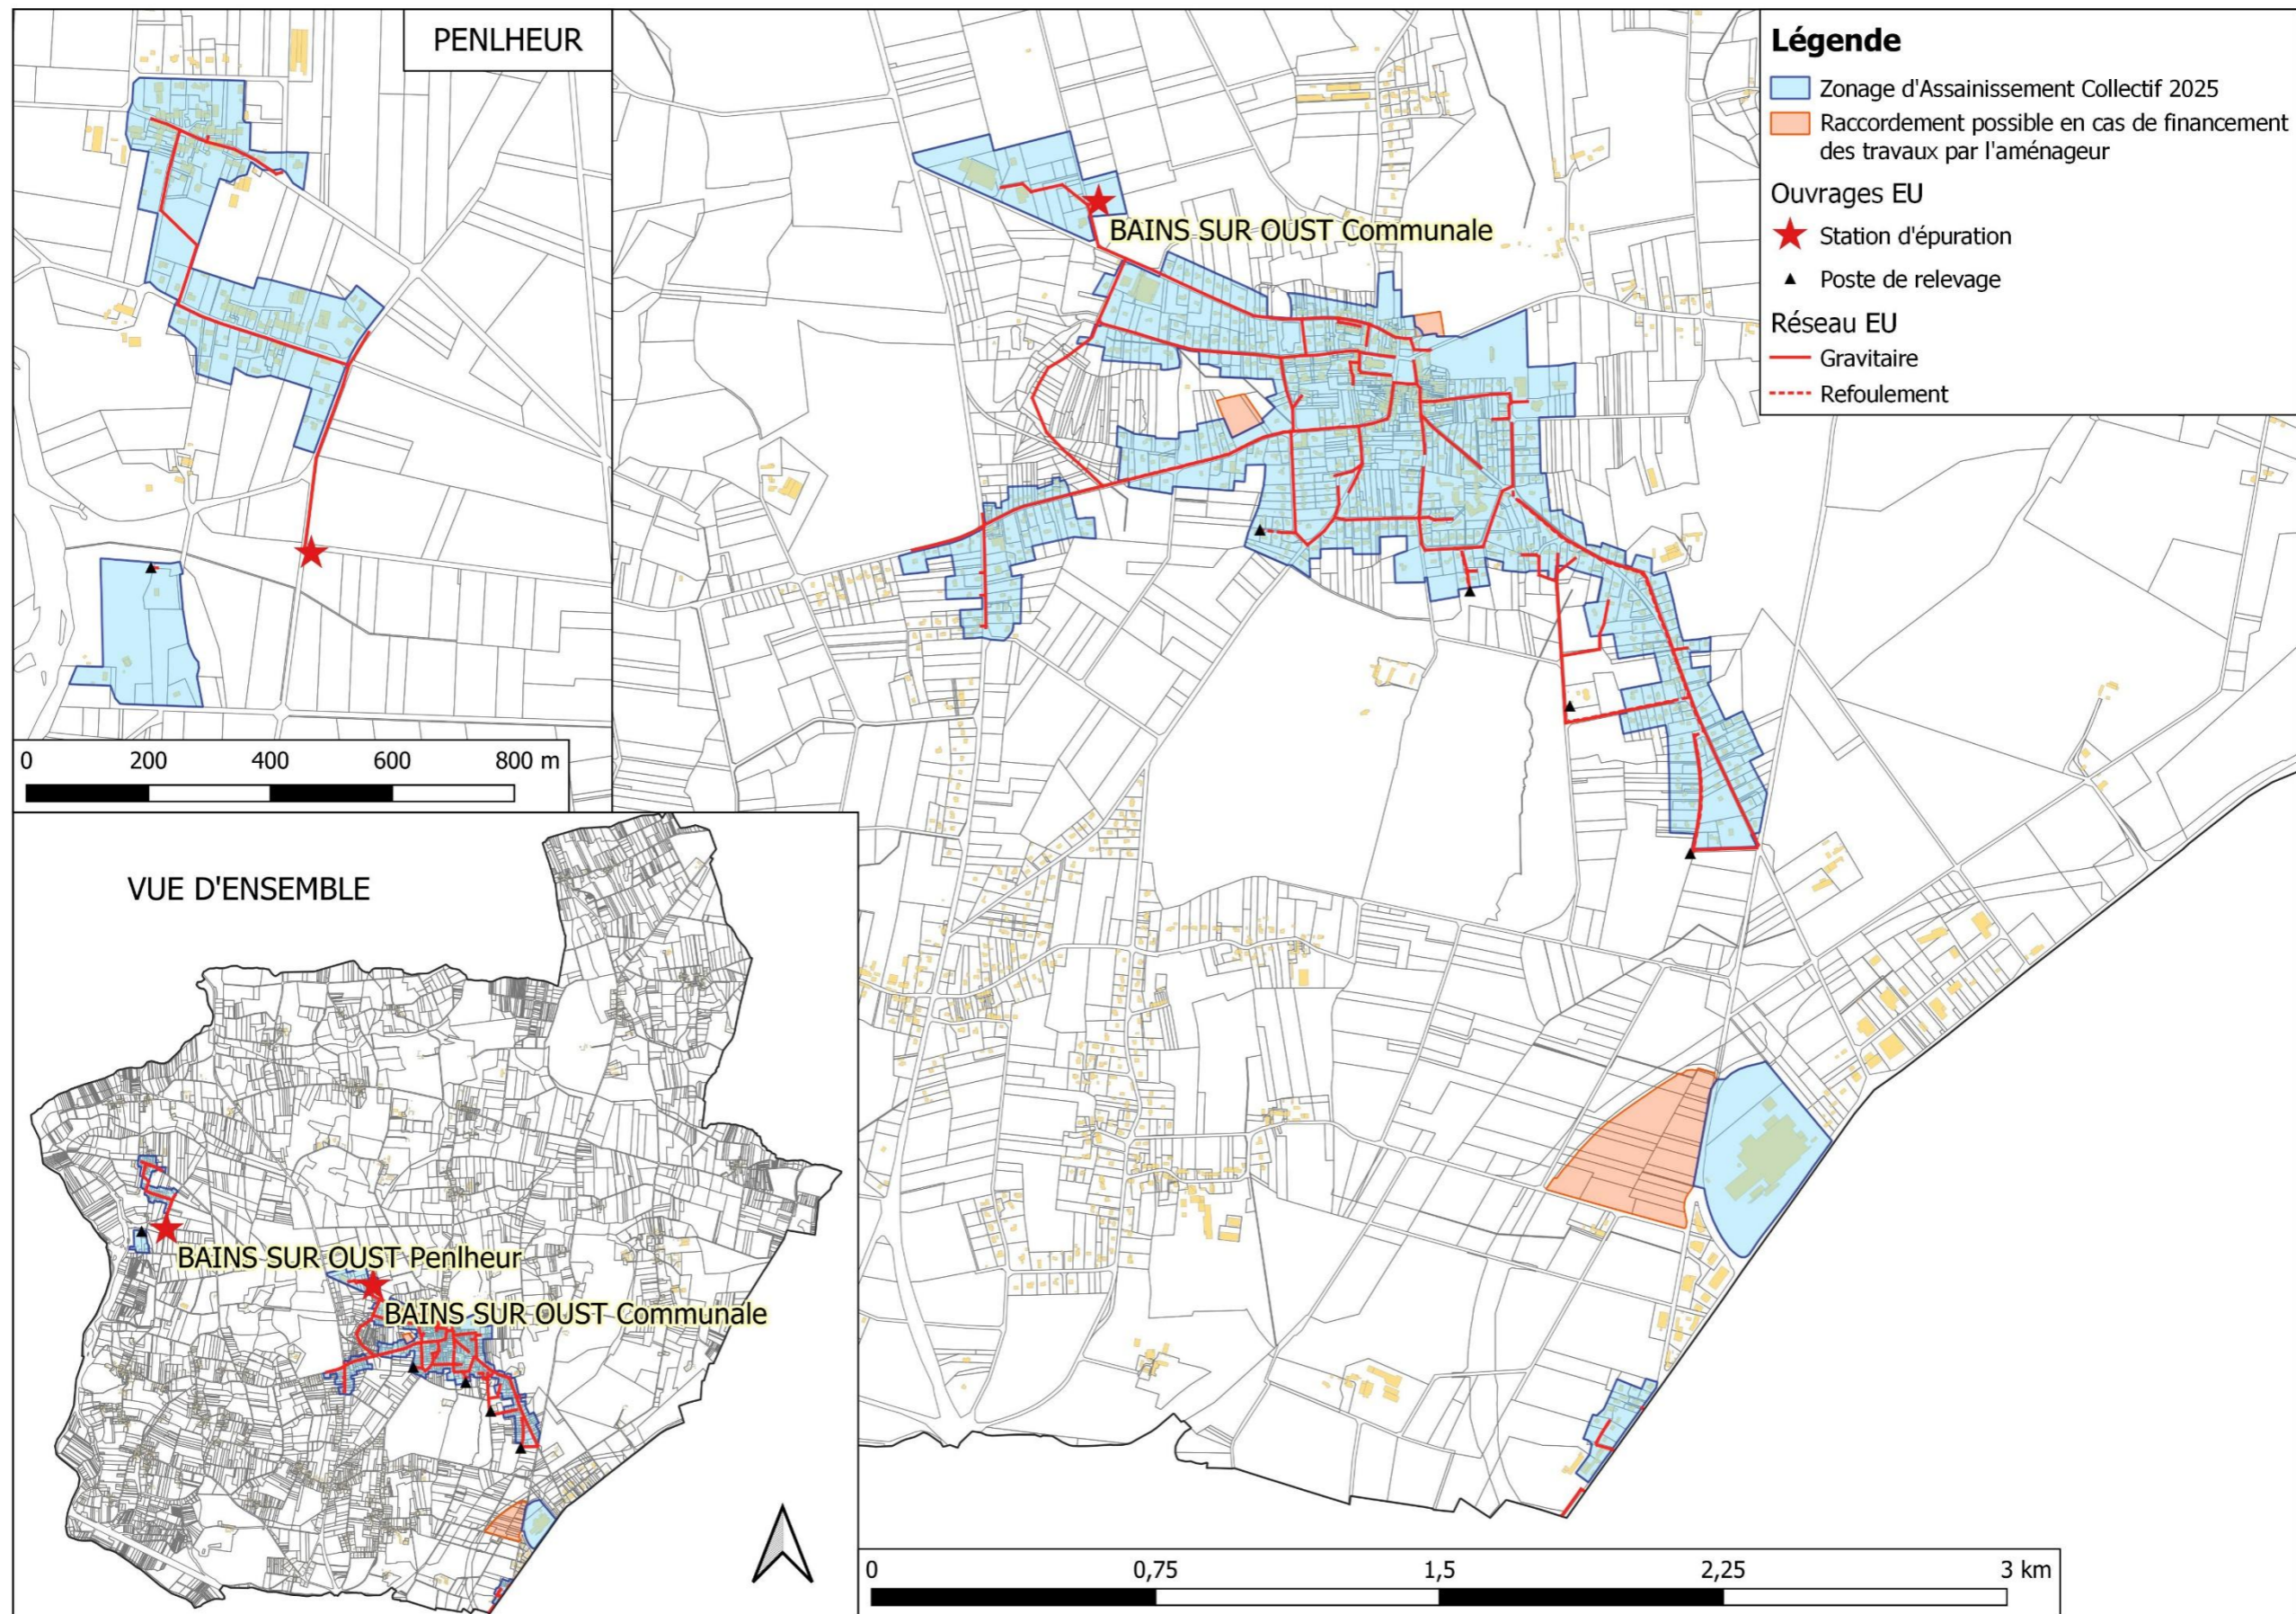 PENLHEUR
Légende
Zonage d'Assainissement Collectif 2025
Raccordement possible en cas de financement
des travaux par l'aménageur
Ouvrages EU
Station d'épuration
Poste de relevage
Réseau EU
Gravitaire
Refoulement
BAINS SUR OUST Communale
0 200 400 600 800 m
VUE D'ENSEMBLE
BAINS SUR OUST Penlheur
BAINS SUR OUST Communale
0 0,75 1,5 2,25 3 km